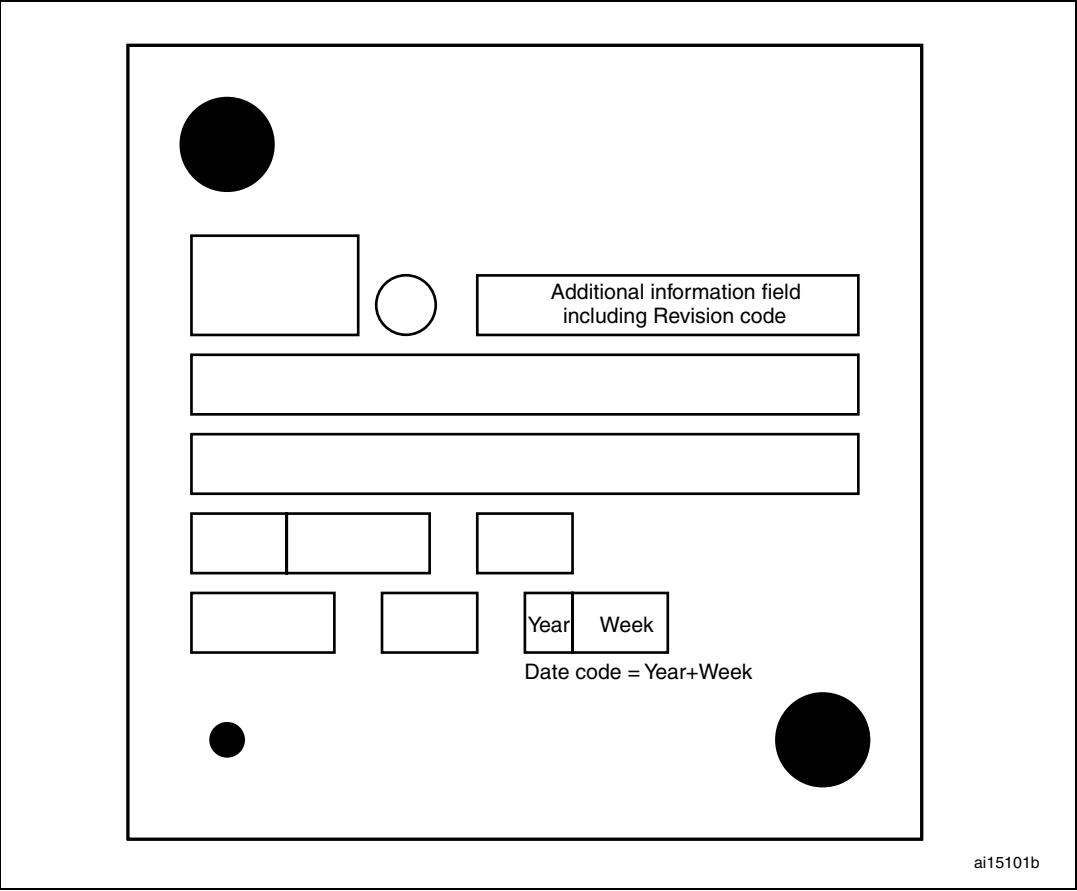 Additional information field
including Revision code
Year
Week
Date code = Year+Week
ai15101b